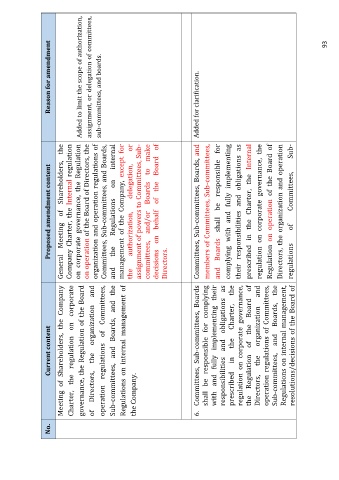 No. Current content Proposed amendment content Reason for amendment
Meeting of Shareholders, the Company
Charter, the regulation on corporate
governance, the Regulation of the Board
of Directors, the organization and
operation regulations of Committees,
Sub-committees, and Boards, and the
Regulations on internal management of
the Company.
General Meeting of Shareholders, the
Company Charter, the Internal regulation
on corporate governance, the Regulation
on operation of the Board of Directors, the
organization and operation regulations of
Committees, Sub-committees, and Boards,
and Regulations on internal
management of the Company, except for
the authorization, delegation, or
assignment of powers to Committees, Sub-
committees, and/or Boards to make
decisions on behalf of the Board of
Directors.
Added to limit the scope of authorization,
assignment, or delegation of committees,
sub-committees, and boards.
6. Committees, Sub-committees, Boards
shall be responsible for complying
with and fully implementing their
responsibilities and obligations as
prescribed in the Charter, the
regulation on corporate governance,
the Regulation of the Board of
Directors, the organization and
operation regulations of Committees,
Sub-committees, and Boards, the
Regulations on internal management,
resolutions/decisions of the Board of
Committees, Sub-committees, Boards, and
members of Committees, Sub-committees,
and Boards shall be responsible for
complying with and fully implementing
their responsibilities and obligations as
prescribed in the Charter, the Internal
regulation on corporate governance, the
Regulation on operation of the Board of
Directors, the organization and operation
regulations of Committees, Sub-
Added for clarification.
93